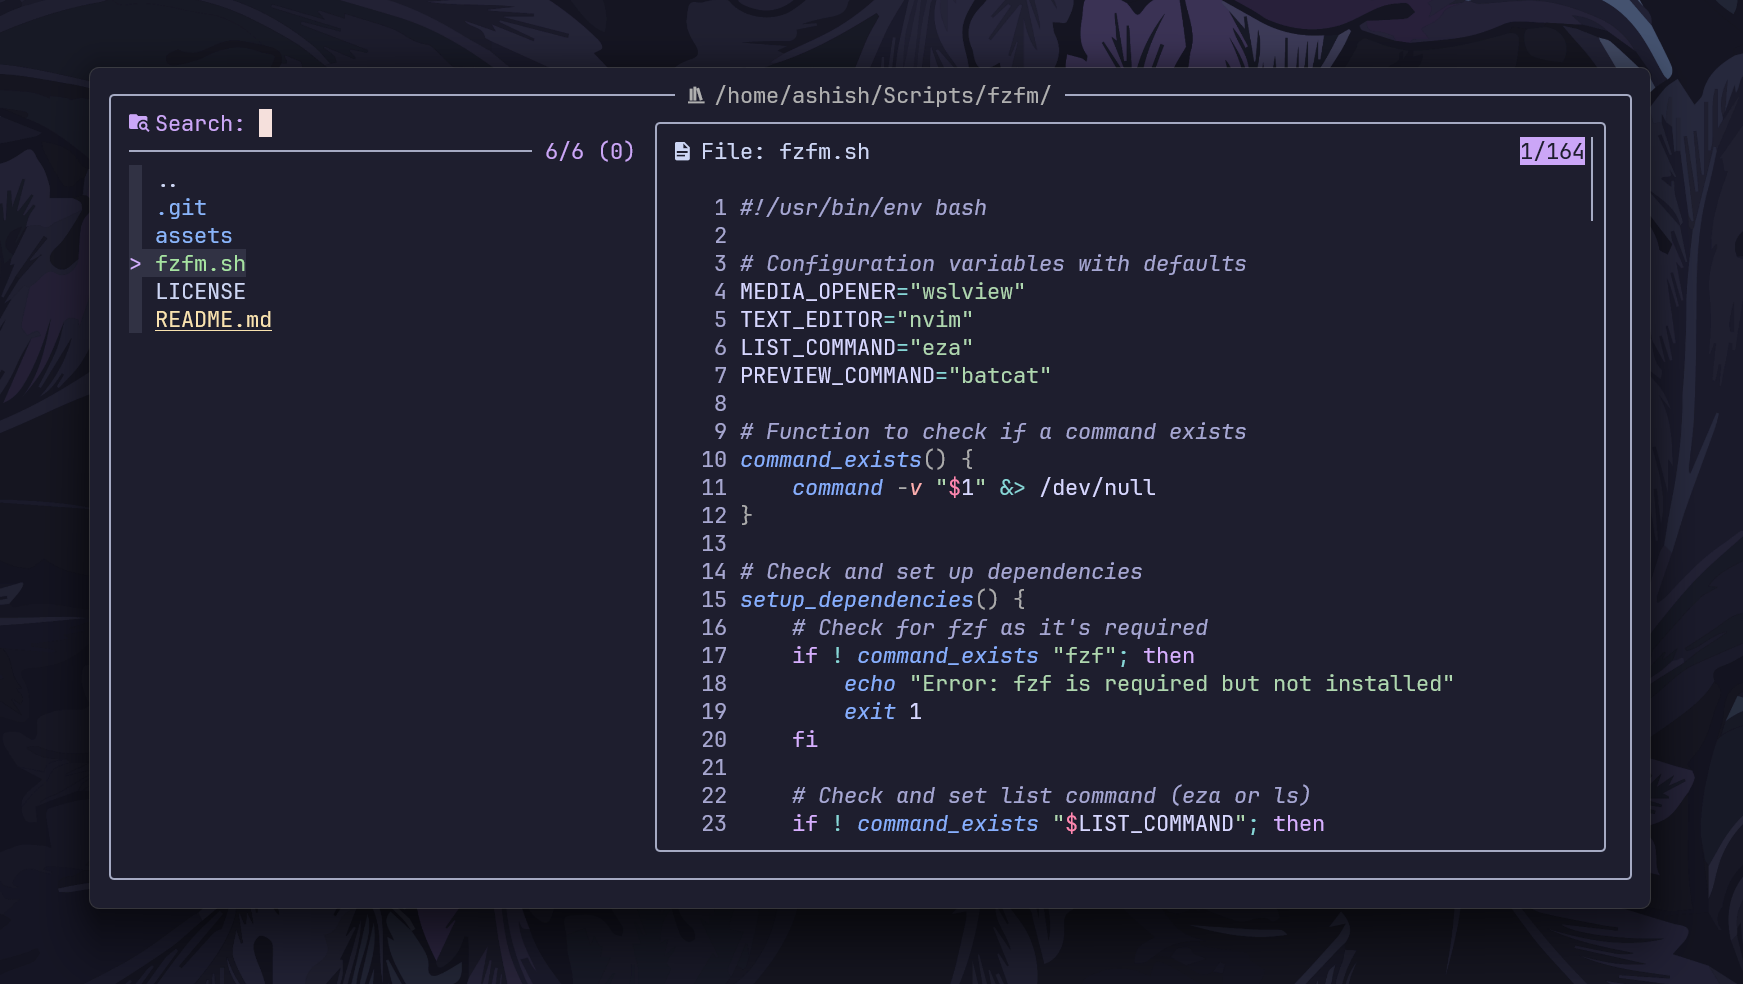 /home/ashish/Scripts/fzfm/
Search:
6/6 (0)
..
.git
assets
> fzfm.sh
LICENSE
README.md
File: fzfm.sh
1/164
1 #!/usr/bin/env bash
2
3 # Configuration variables with defaults
4 MEDIA_OPENER="wslview"
5 TEXT_EDITOR="nvim"
6 LIST_COMMAND="eza"
7 PREVIEW_COMMAND="batcat"
8
9 # Function to check if a command exists
10 command_exists() {
11     command -v "$1" &> /dev/null
12 }
13
14 # Check and set up dependencies
15 setup_dependencies() {
16     # Check for fzf as it's required
17     if ! command_exists "fzf"; then
18         echo "Error: fzf is required but not installed"
19         exit 1
20     fi
21
22     # Check and set list command (eza or ls)
23     if ! command_exists "$LIST_COMMAND"; then